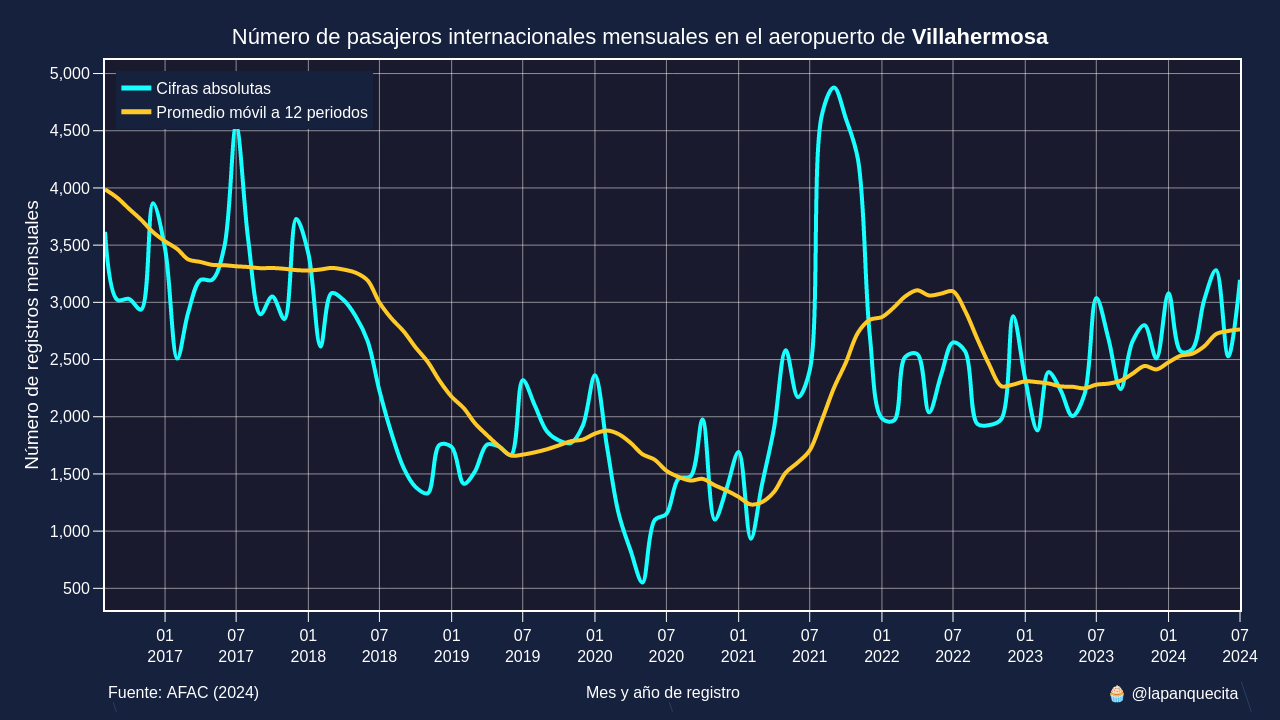 Número de pasajeros internacionales mensuales en el aeropuerto de Villahermosa
Cifras absolutas
Promedio móvil a 12 periodos
Número de registros mensuales
5,000
4,500
4,000
3,500
3,000
2,500
2,000
1,500
1,000
500
01 07 01 07 01 07 01 07 01 07 01 07 01 07 01 07
2017 2017 2018 2018 2019 2019 2020 2020 2021 2021 2022 2022 2023 2023 2024 2024
Fuente: AFAC (2024) Mes y año de registro 🧁 @lapanquecita